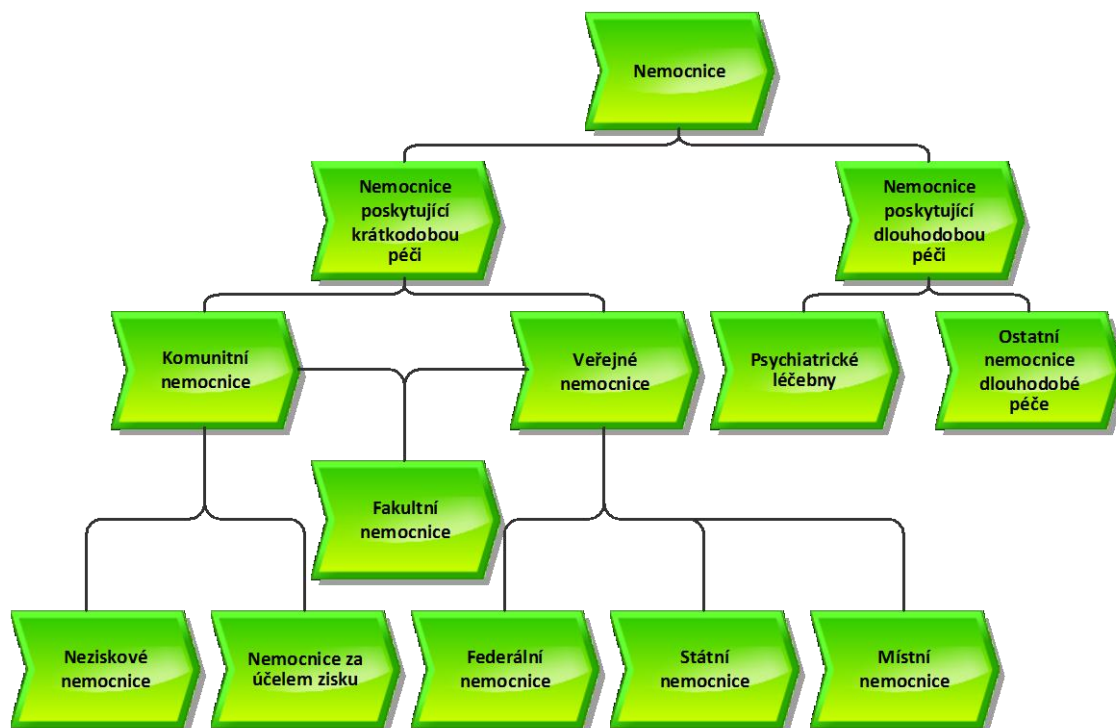 Nemocnice
Nemocnice
poskytující
krátkodobou
péči
Nemocnice
poskytující
dlouhodobou
péči
Komunitní
nemocnice
Veřejné
nemocnice
Psychiatrické
léčebny
Ostatní
nemocnice
dlouhodobé
péče
Fakultní
nemocnice
Neziskové
nemocnice
Nemocnice za
účelem zisku
Federální
nemocnice
Státní
nemocnice
Místní
nemocnice